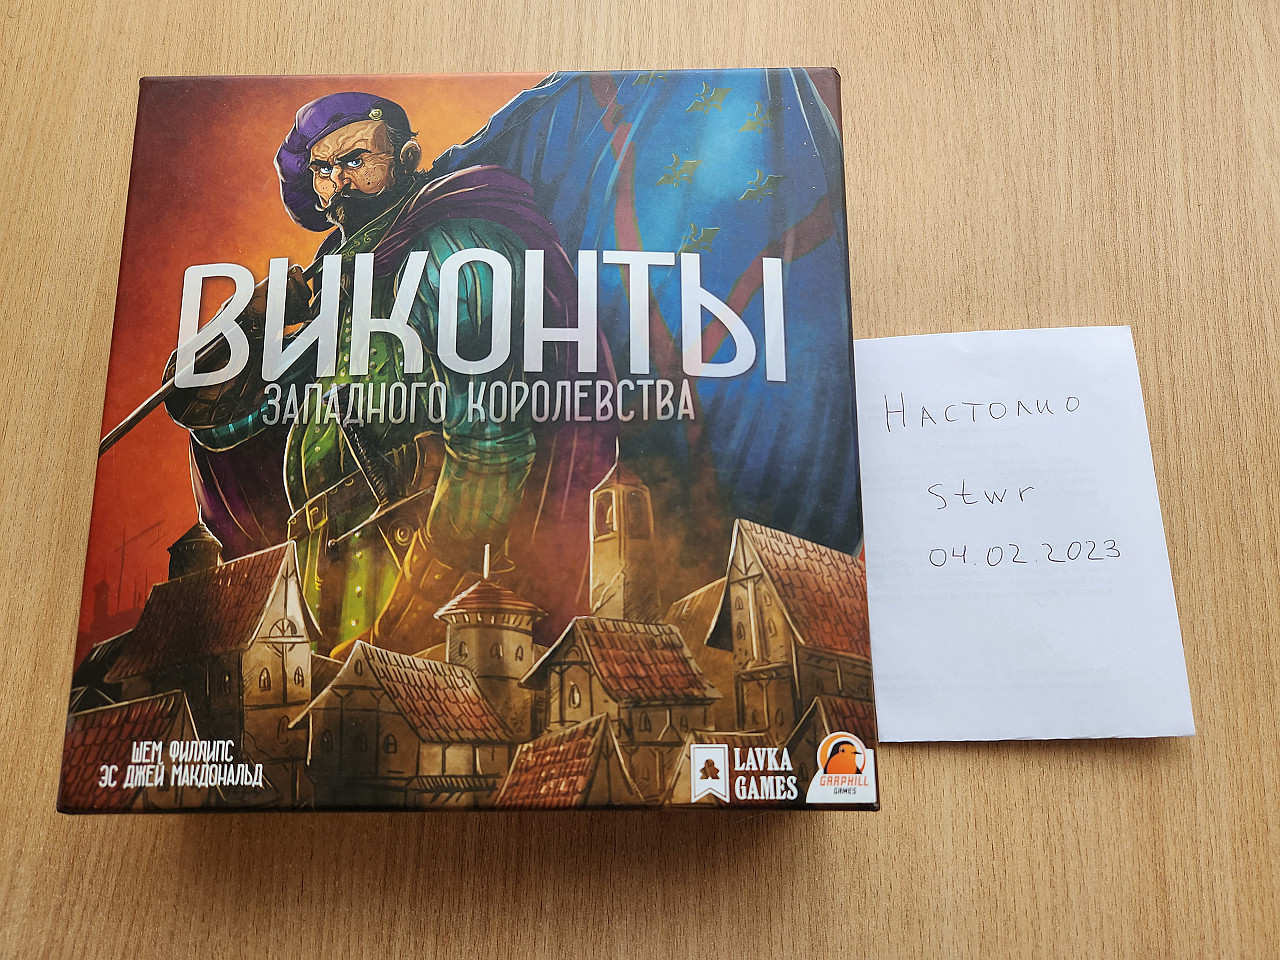 ВИКОНТЫ
ЗАПАДНОГО КОРОЛЕВСТВА
ШЕМ ФИЛЛИПС
ЭС ДЖЕЙ МАКДОНАЛЬД
LAVKA
GAMES
GARPHILL
GAMES
Настолио
stwr
04.02.2023